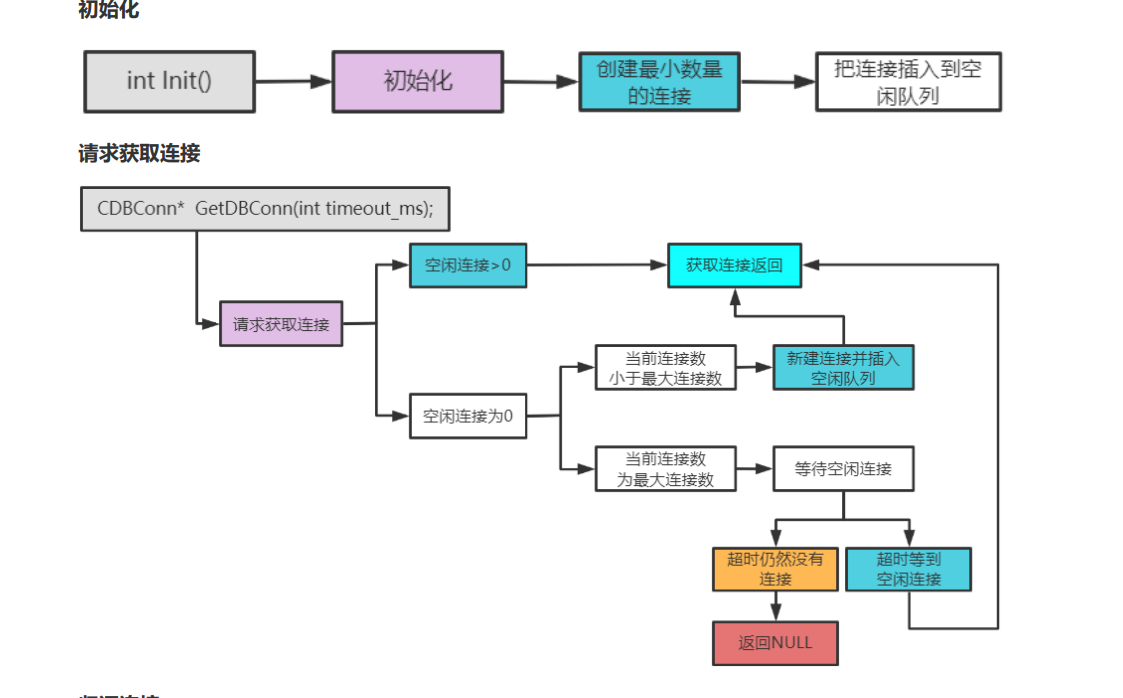 初始化
int Init()
初始化
创建最小数量
的连接
把连接插入到空
闲队列
请求获取连接
CDBConn* GetDBConn(int timeout_ms);
空闲连接>0
获取连接返回
请求获取连接
当前连接数
小于最大连接数
新建连接并插入
空闲队列
空闲连接为0
当前连接数
为最大连接数
等待空闲连接
超时仍然没有
连接
超时等到
空闲连接
返回NULL